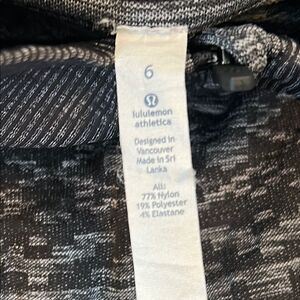 6
lululemon
athletica
Designed in
Vancouver
Made in Sri
Lanka
All:
77% Nylon
19% Polyester
4% Elastane